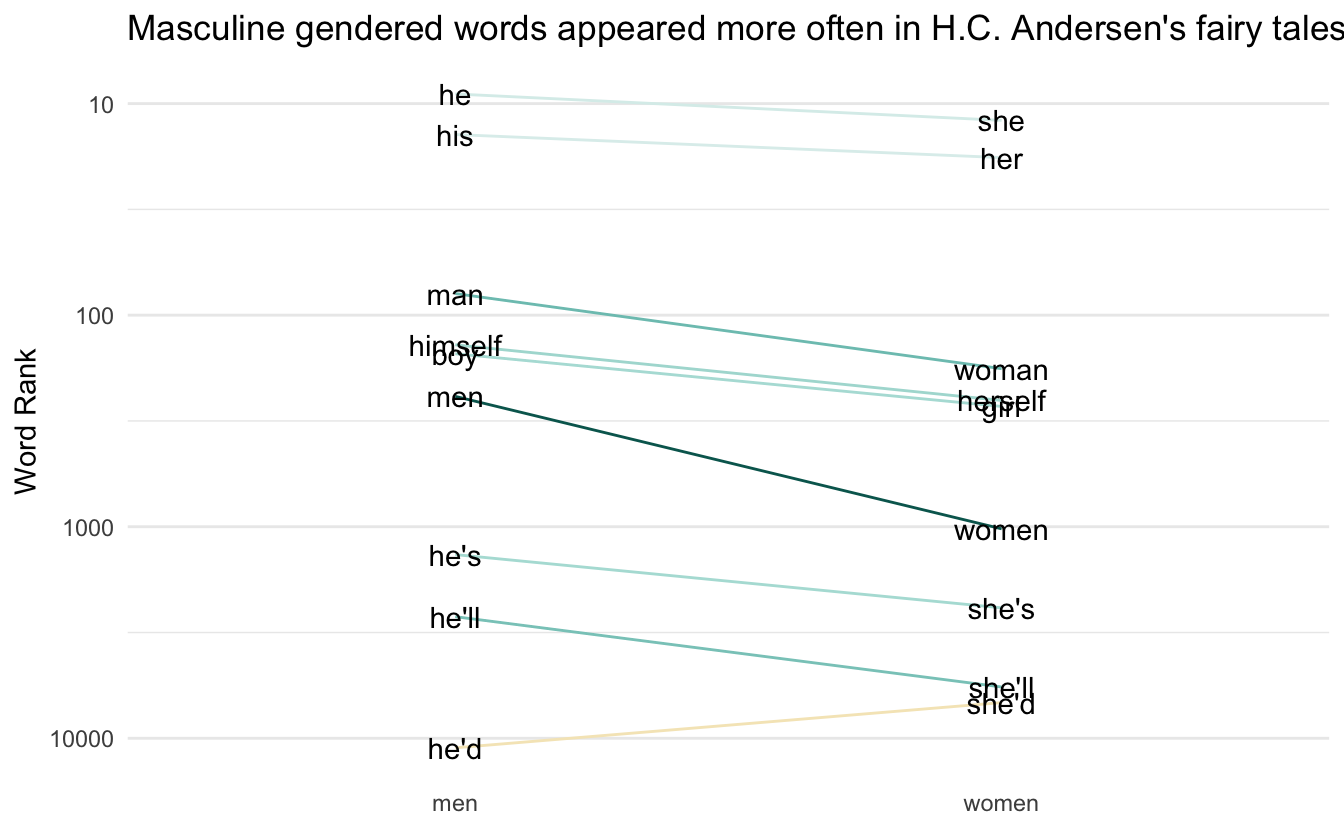 Masculine gendered words appeared more often in H.C. Andersen's fairy tales
Word Rank
10
100
1000
10000
he
she
his
her
man
woman
himself
herself
boy
girl
men
women
he's
she's
he'll
she'll
she'd
he'd
men
women